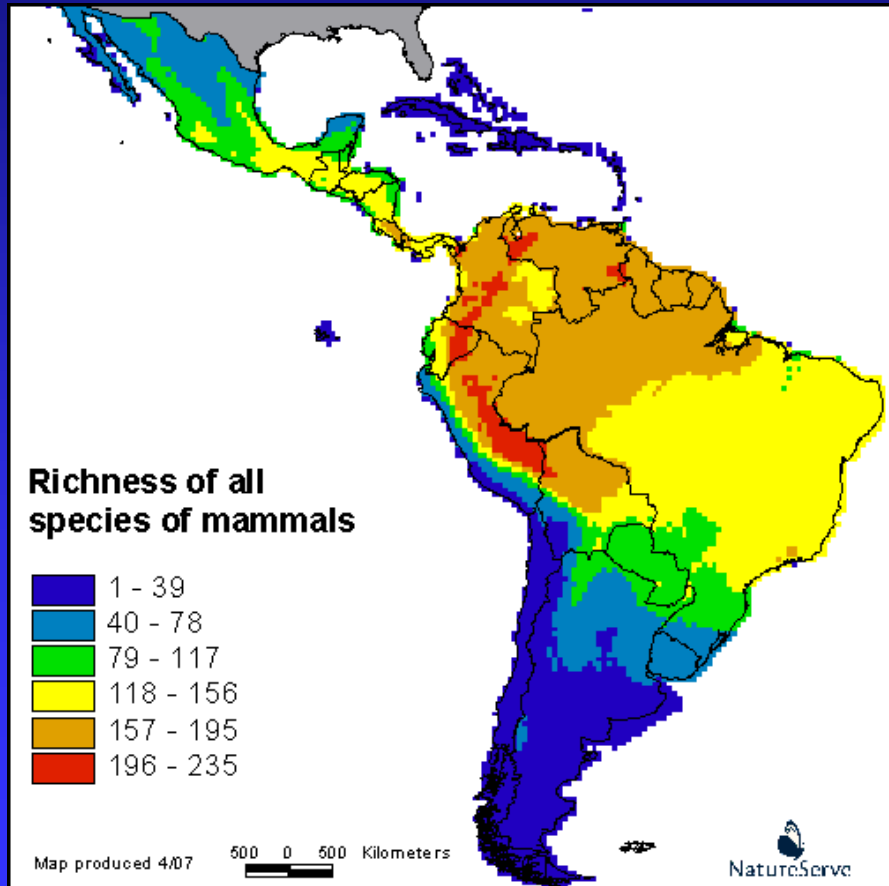 Richness of all
species of mammals
1 - 39
40 - 78
79 - 117
118 - 156
157 - 195
196 - 235
Map produced 4/07
500 0 500 Kilometers
NatureServe